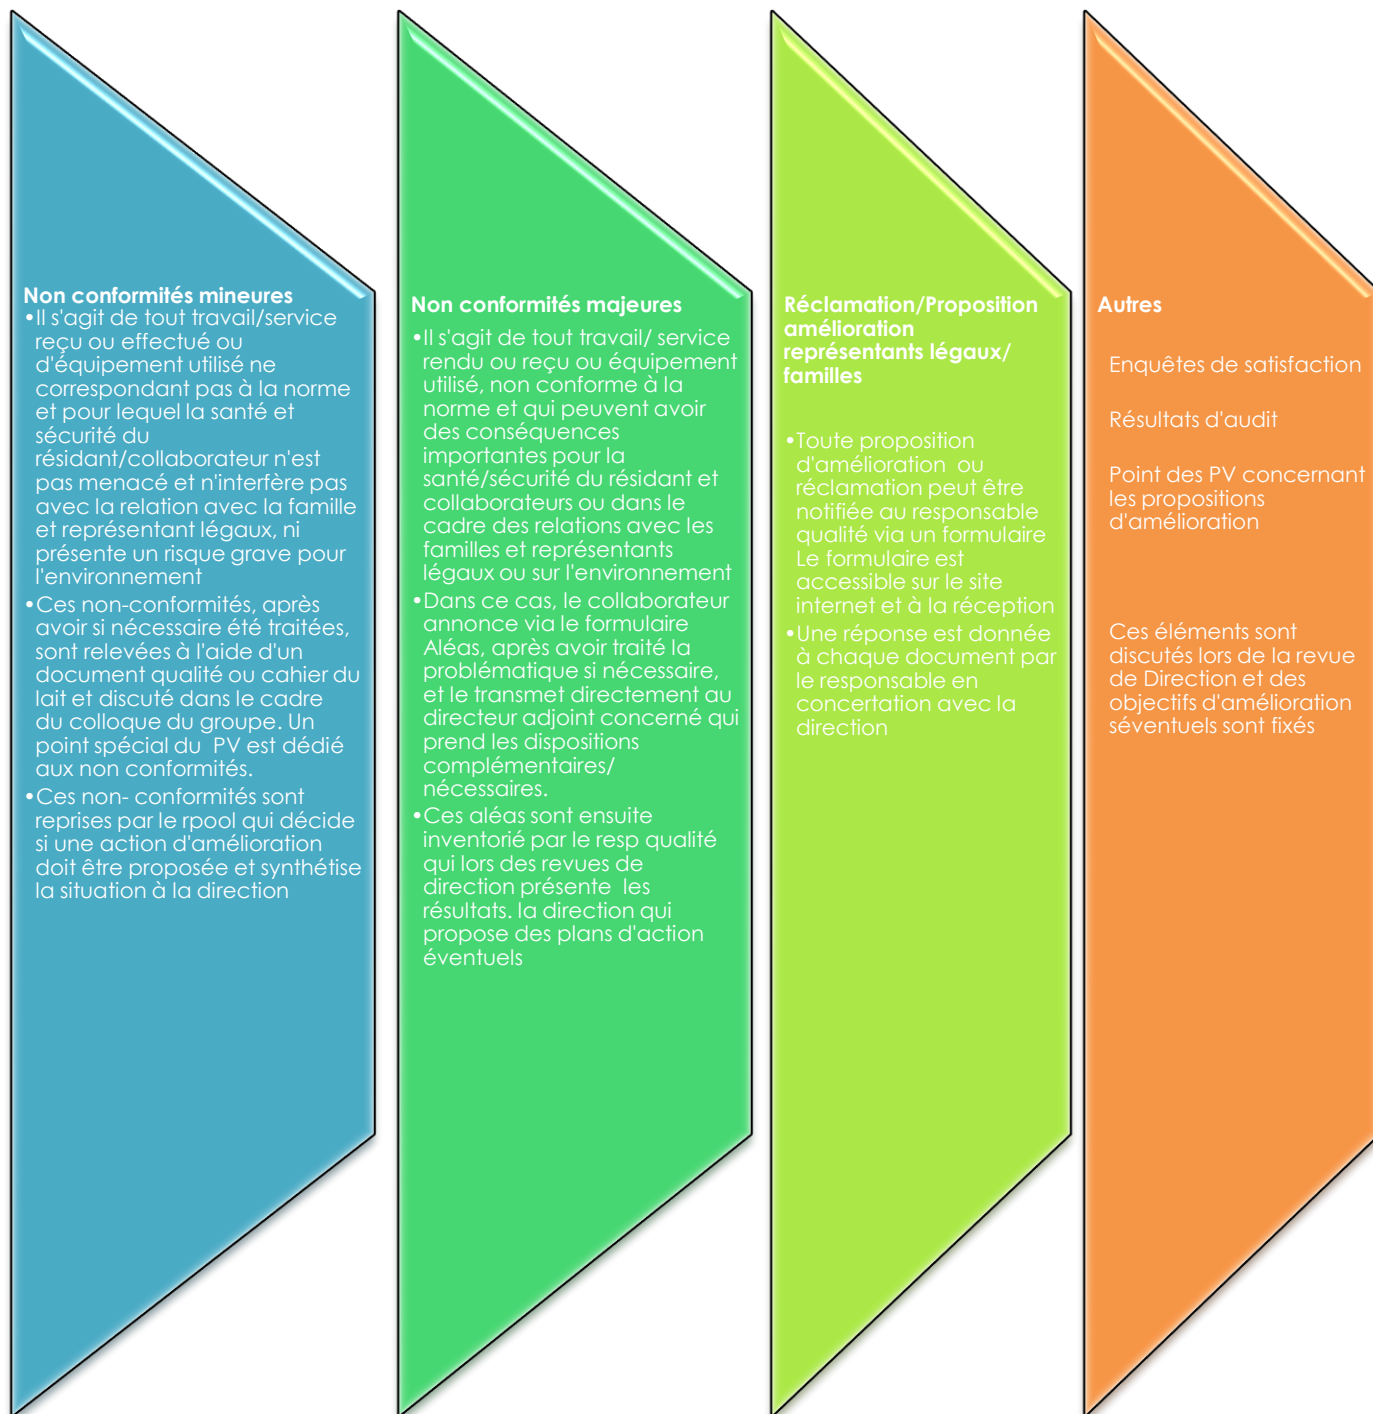 Non conformités mineures
•Il s'agit de tout travail/service
reçu ou effectué ou
d'équipement utilisé ne
correspondant pas à la norme
et pour lequel la santé et
sécurité du
résidant/collaborateur n'est
pas menacé et n'interfère pas
avec la relation avec la famille
et représentant légaux, ni
présente un risque grave pour
l'environnement
•Ces non-conformités, après
avoir si nécessaire été traitées,
sont relevées à l'aide d'un
document qualité ou cahier du
lait et discuté dans le cadre
du colloque du groupe. Un
point spécial du  PV est dédié
aux non conformités.
•Ces non- conformités sont
reprises par le rpool qui décide
si une action d'amélioration
doit être proposée et synthétise
la situation à la direction
Non conformités majeures
•Il s'agit de tout travail/ service
rendu ou reçu ou équipement
utilisé, non conforme à la
norme et qui peuvent avoir
des conséquences
importantes pour la
santé/sécurité du résidant et
collaborateurs ou dans le
cadre des relations avec les
familles et représentants
légaux ou sur l'environnement
•Dans ce cas, le collaborateur
annonce via le formulaire
Aléas, après avoir traité la
problématique si nécessaire,
et le transmet directement au
directeur adjoint concerné qui
prend les dispositions
complémentaires/
nécessaires.
•Ces aléas sont ensuite
inventorié par le resp qualité
qui lors des revues de
direction présente  les
résultats. la direction qui
propose des plans d'action
éventuels
Réclamation/Proposition
amélioration
représentants légaux/
familles
•Toute proposition
d'amélioration  ou
réclamation peut être
notifiée au responsable
qualité via un formulaire
Le formulaire est
accessible sur le site
internet et à la réception
•Une réponse est donnée
à chaque document par
le responsable en
concertation avec la
direction
Autres
Enquêtes de satisfaction
Résultats d'audit
Point des PV concernant
les propositions
d'amélioration
Ces éléments sont
discutés lors de la revue
de Direction et des
objectifs d'amélioration
séventuels sont fixés